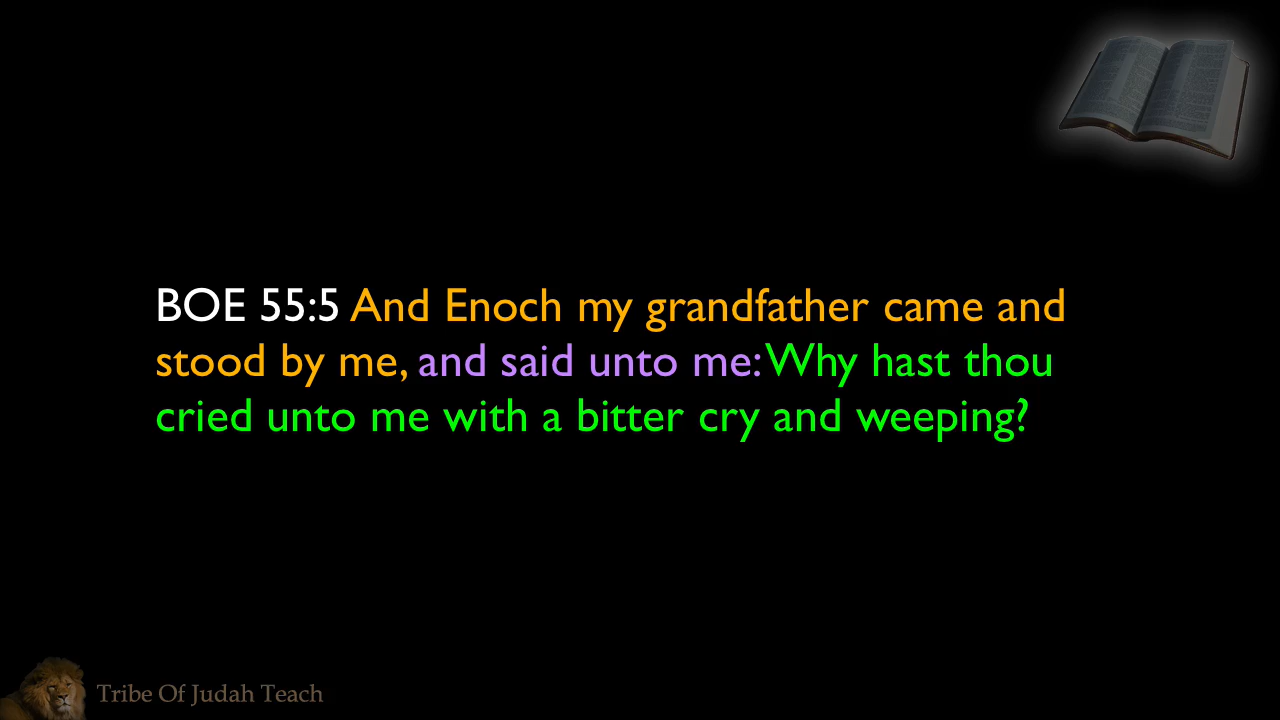 BOE 55:5 And Enoch my grandfather came and
stood by me, and said unto me: Why hast thou
cried unto me with a bitter cry and weeping?
Tribe Of Judah Teach